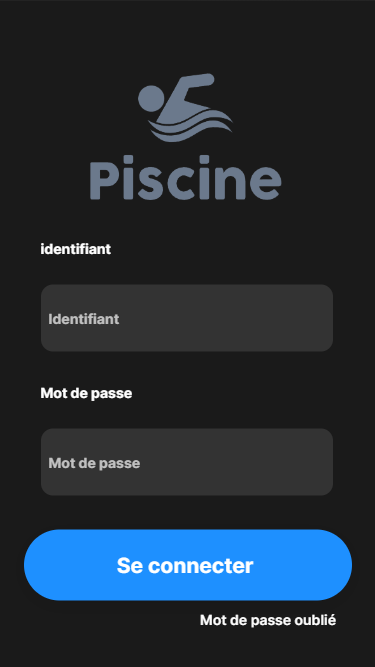 Piscine
identifiant
Identifiant
Mot de passe
Mot de passe
Se connecter
Mot de passe oublié